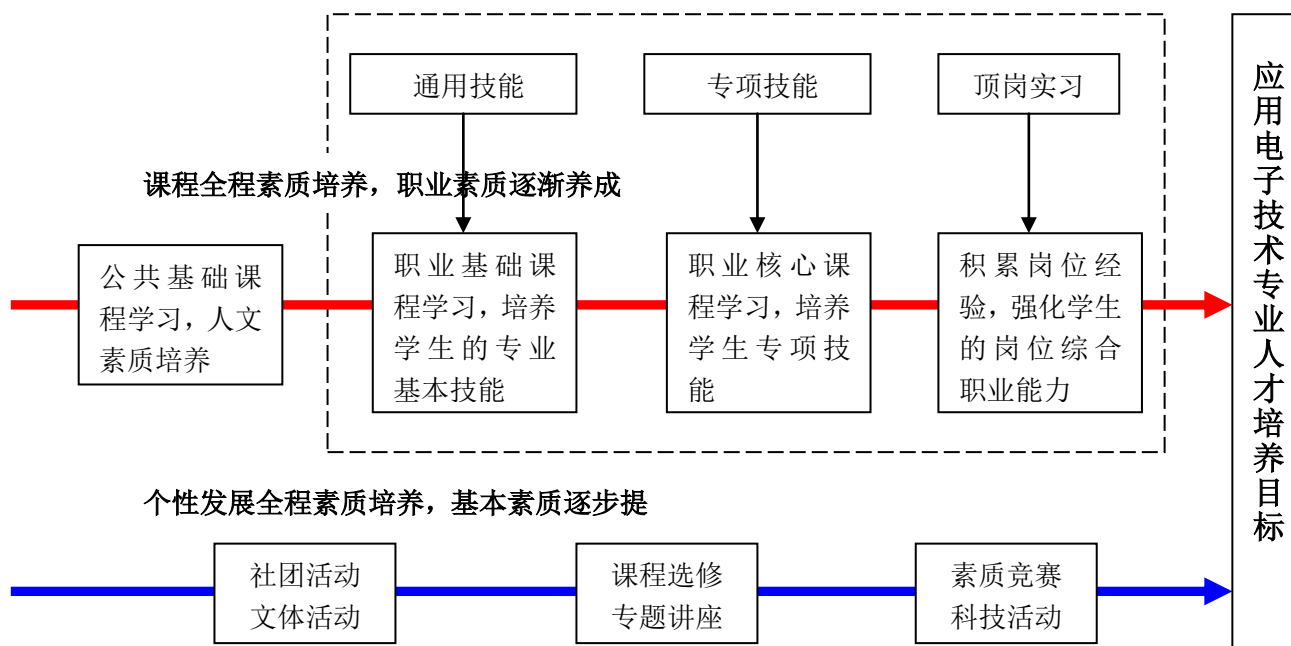 通用技能
专项技能
顶岗实习
课程全程素质培养，职业素质逐渐养成
公共基础课
程学习，人文
素质培养
职业基础课
程学习，培养
学生的专业
基本技能
职业核心课
程学习，培养
学生专项技
能
积累岗位经
验，强化学生
的岗位综合
职业能力
个性发展全程素质培养，基本素质逐步提
社团活动
文体活动
课程选修
专题讲座
素质竞赛
科技活动
应用电子技术专业人才培养目标